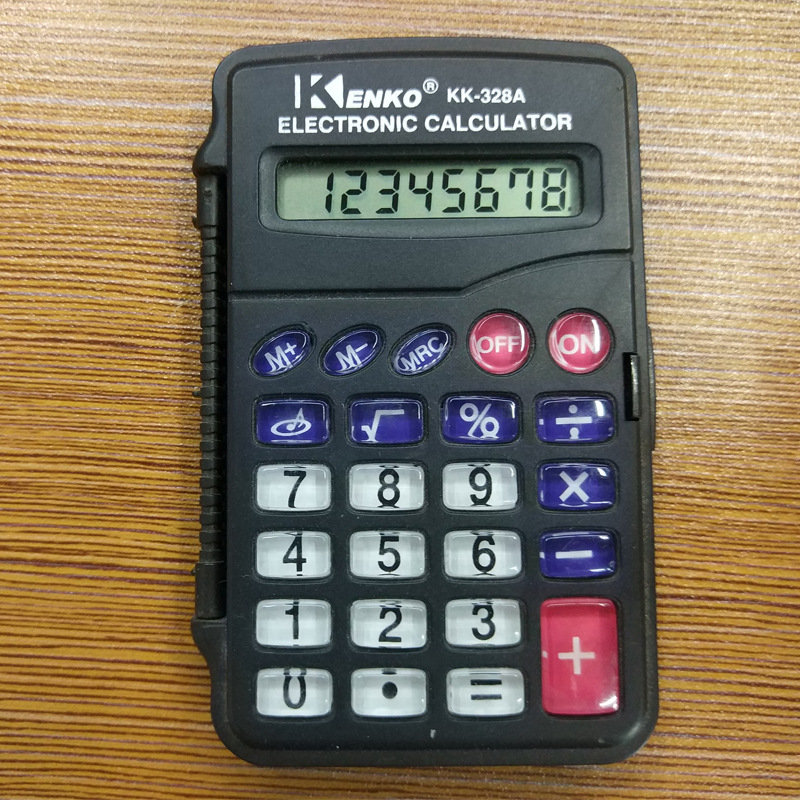 KENKO® KK-328A
ELECTRONIC CALCULATOR
12345678.
M+ M− MRC OFF ON
√ % ÷
7 8 9 ×
4 5 6 −
1 2 3 +
0 • =